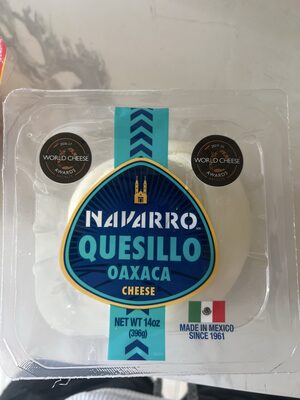 WORLD CHEESE
AWARDS
WORLD CHEESE
AWARDS
NAVARRO
QUESILLO
OAXACA
CHEESE
NET WT 14oz
(396g)
MADE IN MEXICO
SINCE 1961